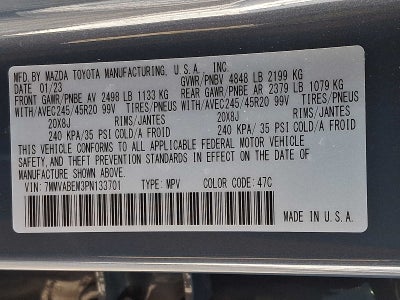 MFD BY MAZDA TOYOTA MANUFACTURING, U.S.A., INC.
DATE 01/23 GVWR/PNBV 4848 LB 2199 KG
FRONT GAWR/PNBE AV 2498 LB 1133 KG REAR GAWR/PNBE AR 2379 LB 1079 KG
WITH/AVEC245/45R20 99V TIRES/PNEUS WITH/AVEC245/45R20 99V TIRES/PNEUS
20X8J RIMS/JANTES 20X8J RIMS/JANTES
240 KPA/35 PSI COLD/A FROID 240 KPA/35 PSI COLD/A FROID
THIS VEHICLE CONFORMS TO ALL APPLICABLE FEDERAL MOTOR VEHICLE
SAFETY, AND THEFT PREVENTION STANDARDS IN EFFECT ON THE DATE OF
MANUFACTURE SHOWN ABOVE.
VIN: 7MMVABEM3PN133701 TYPE: MPV COLOR CODE: 47C
MADE IN U.S.A.